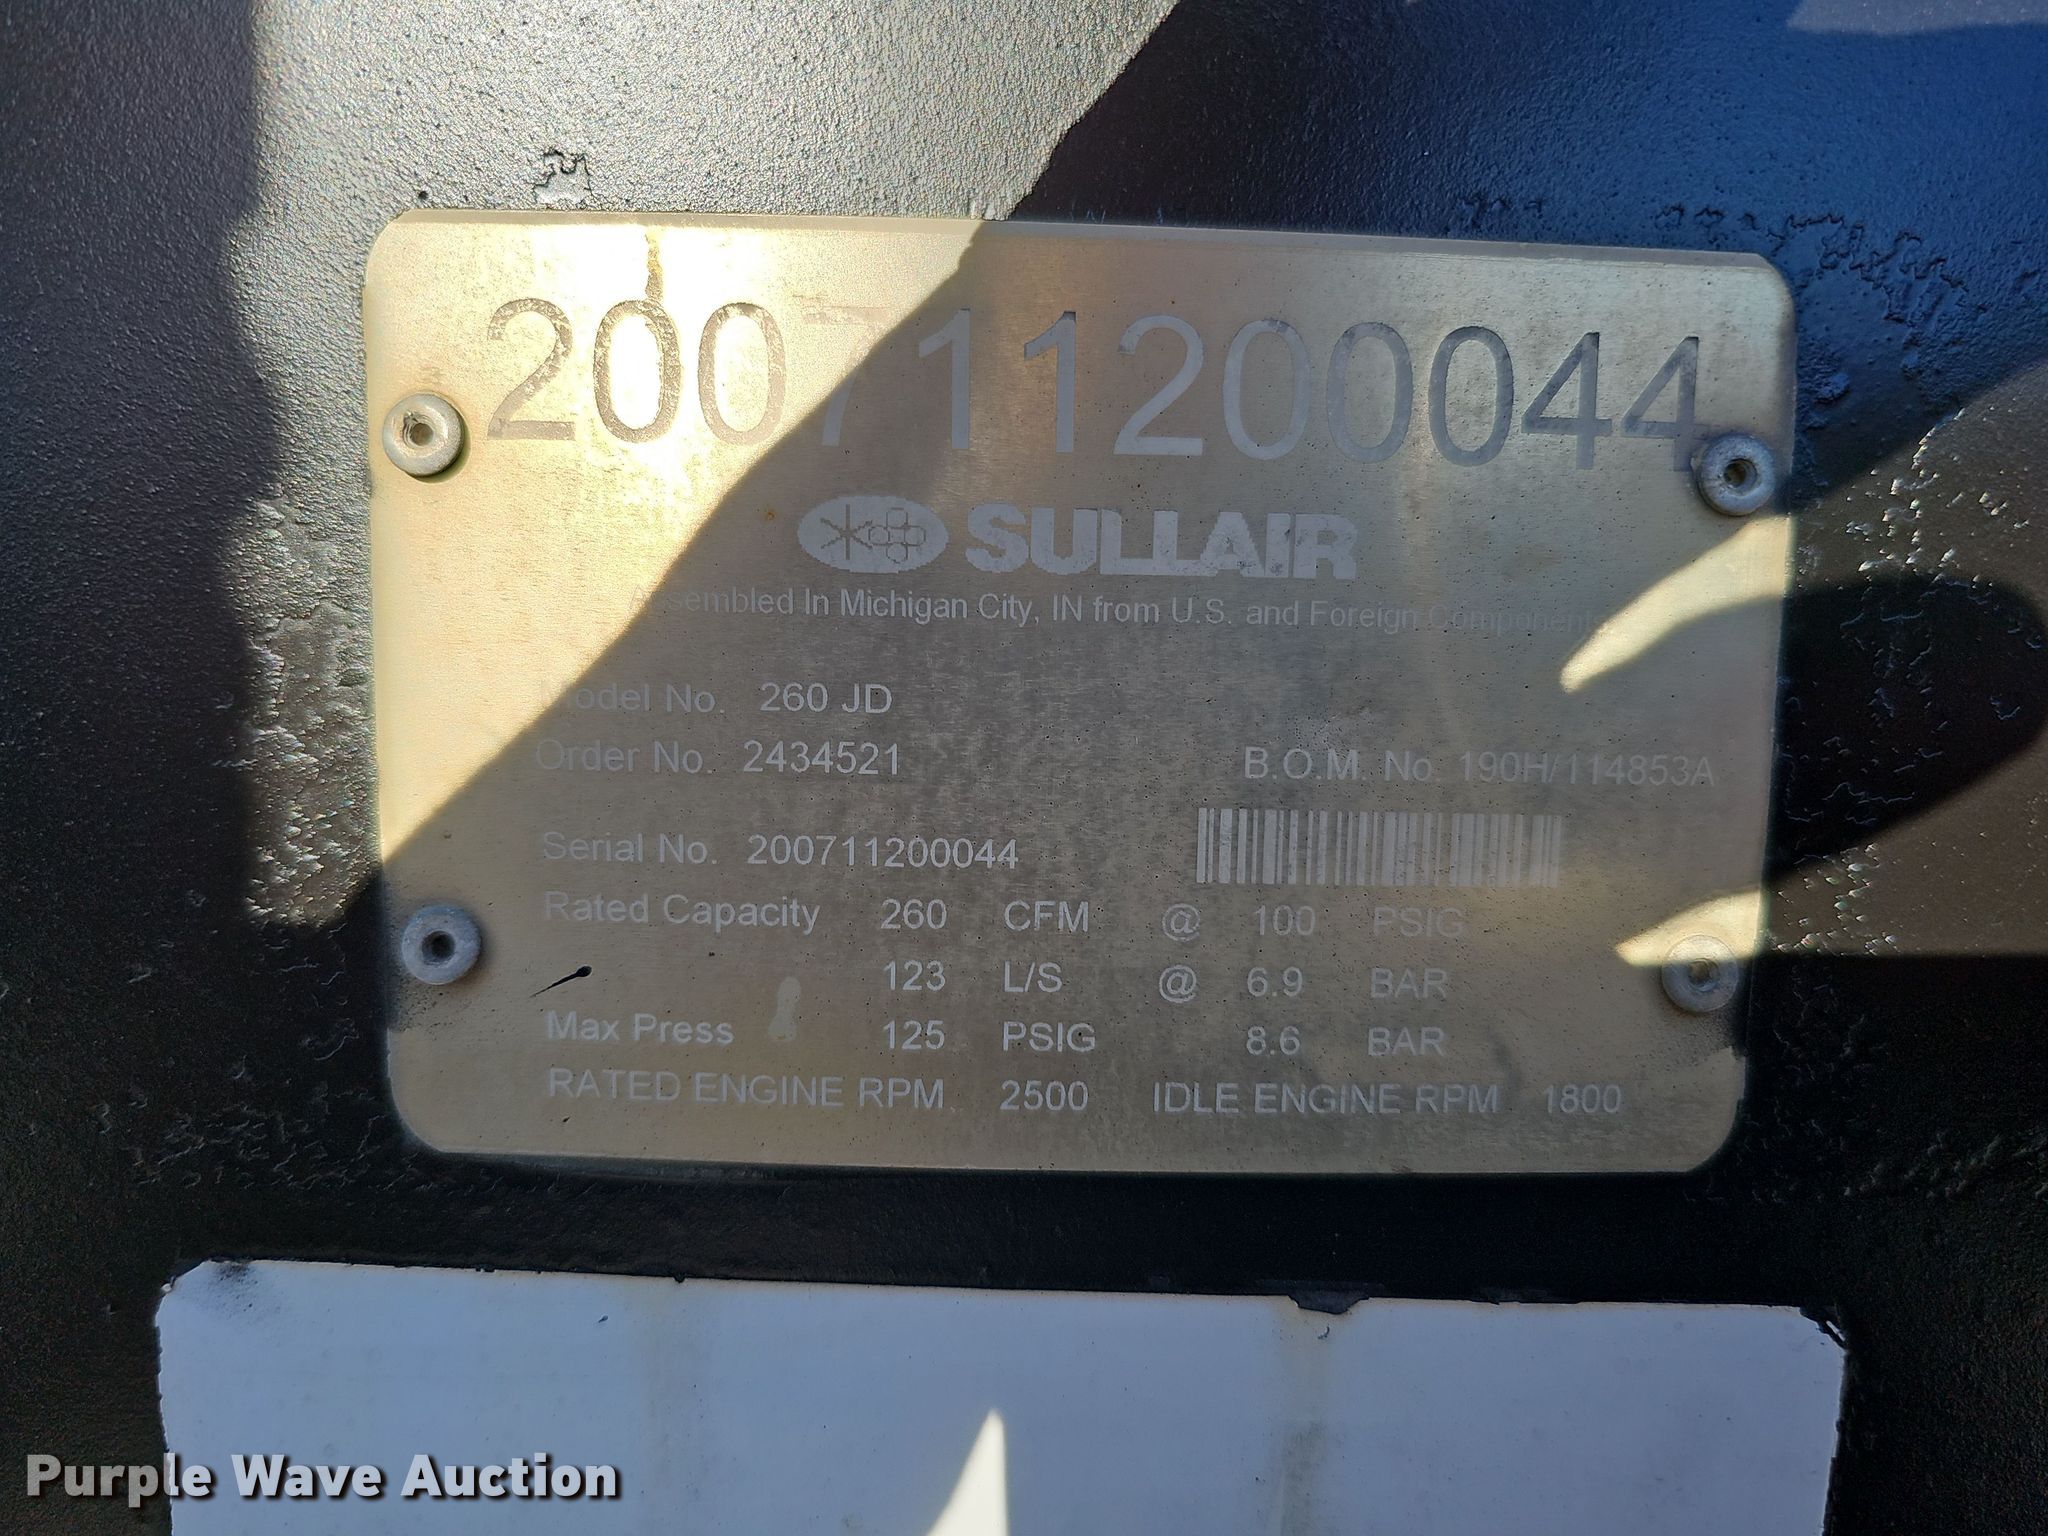 200711200044
SULLAIR
Assembled In Michigan City, IN from U.S. and Foreign Components
Model No. 260 JD
Order No. 2434521 B.O.M. No. 190H/114853A
Serial No. 200711200044
Rated Capacity 260 CFM @ 100 PSIG
123 L/S @ 6.9 BAR
Max Press 125 PSIG 8.6 BAR
RATED ENGINE RPM 2500 IDLE ENGINE RPM 1800
Purple Wave Auction